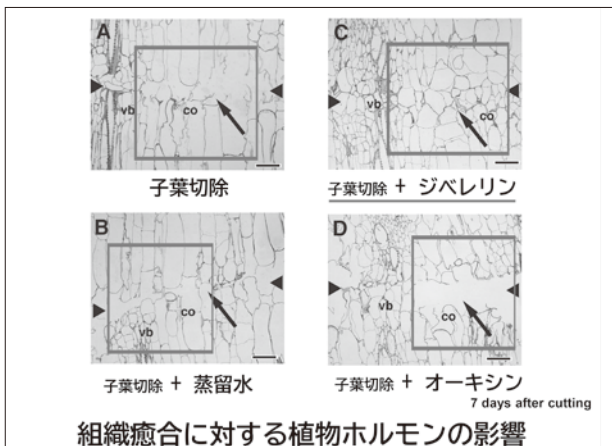 A
vb
co
子葉切除
C
vb
co
子葉切除 + ジベレリン
B
vb
co
子葉切除 + 蒸留水
D
vb
co
子葉切除 + オーキシン
7 days after cutting
組織癒合に対する植物ホルモンの影響